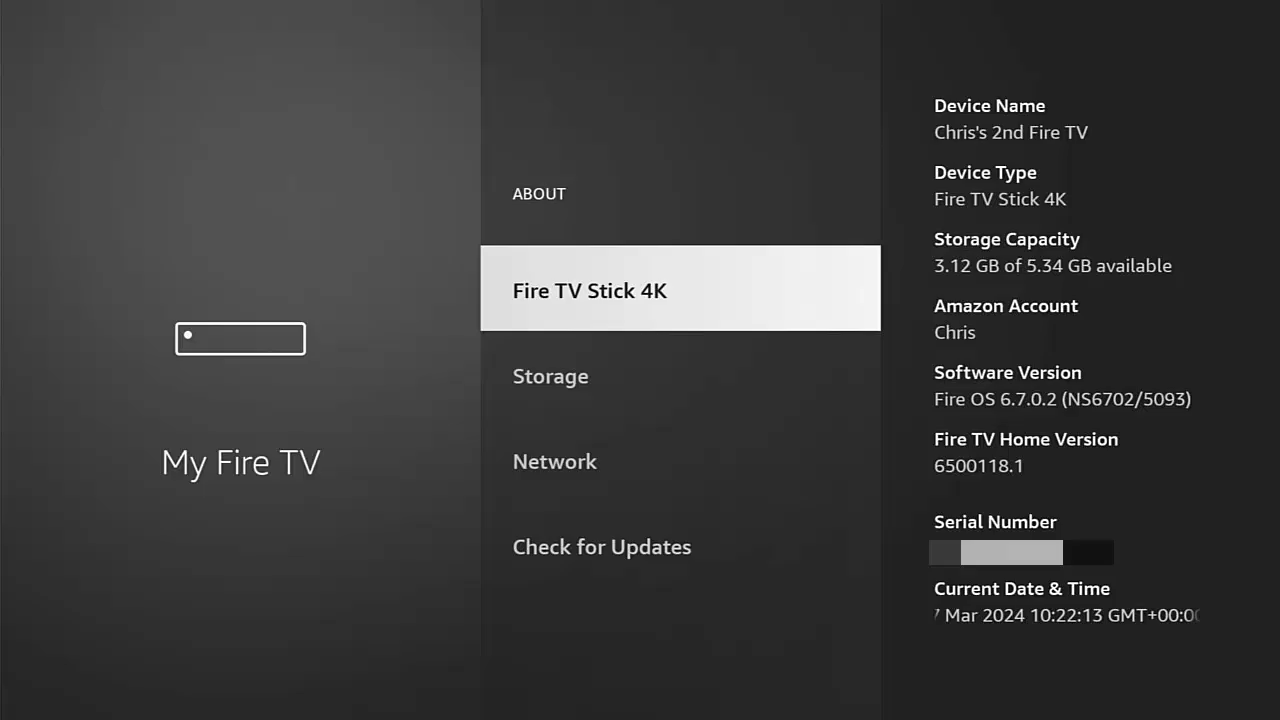 My Fire TV
ABOUT
Fire TV Stick 4K
Storage
Network
Check for Updates
Device Name
Chris's 2nd Fire TV
Device Type
Fire TV Stick 4K
Storage Capacity
3.12 GB of 5.34 GB available
Amazon Account
Chris
Software Version
Fire OS 6.7.0.2 (NS6702/5093)
Fire TV Home Version
6500118.1
Serial Number
Current Date & Time
Mar 2024 10:22:13 GMT+00:00